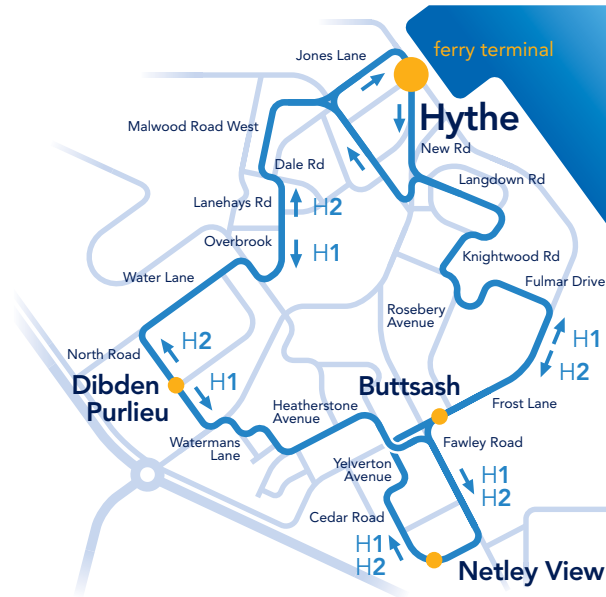 Jones Lane
ferry terminal
Hythe
Malwood Road West
New Rd
Dale Rd
Langdown Rd
Lanehays Rd
H2
Overbrook
H1
Knightwood Rd
Water Lane
Fulmar Drive
Rosebery
Avenue
H2
H1
North Road
H2
Dibden
Purlieu
H1
Buttsash
Heatherstone
Avenue
Frost Lane
Watermans
Lane
Fawley Road
Yelverton
Avenue
H1
H2
Cedar Road
H1
H2
Netley View